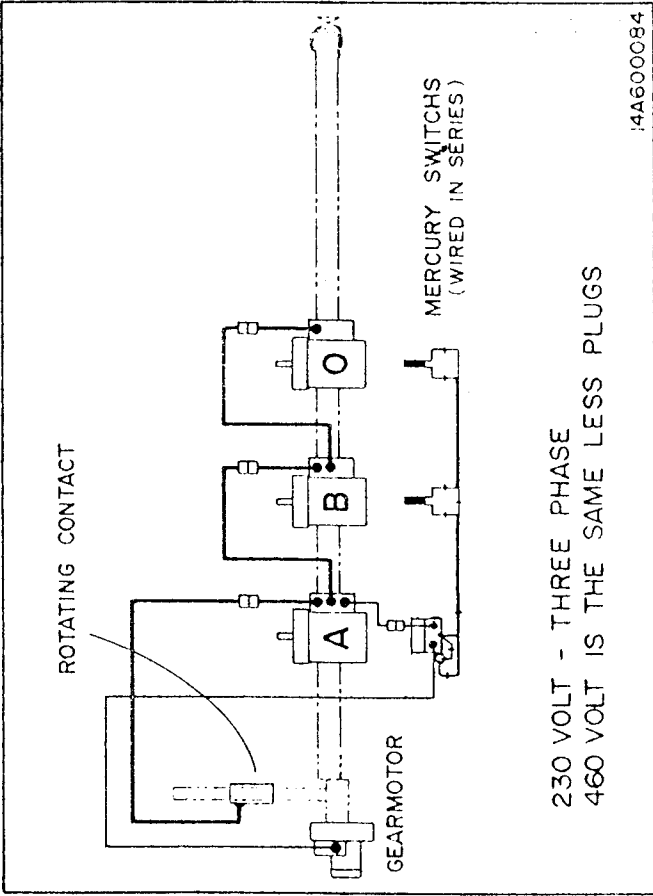 ROTATING CONTACT
A
B
O
GEARMOTOR
MERCURY SWITCHS
(WIRED IN SERIES)
230 VOLT - THREE PHASE
460 VOLT IS THE SAME LESS PLUGS
14A600084